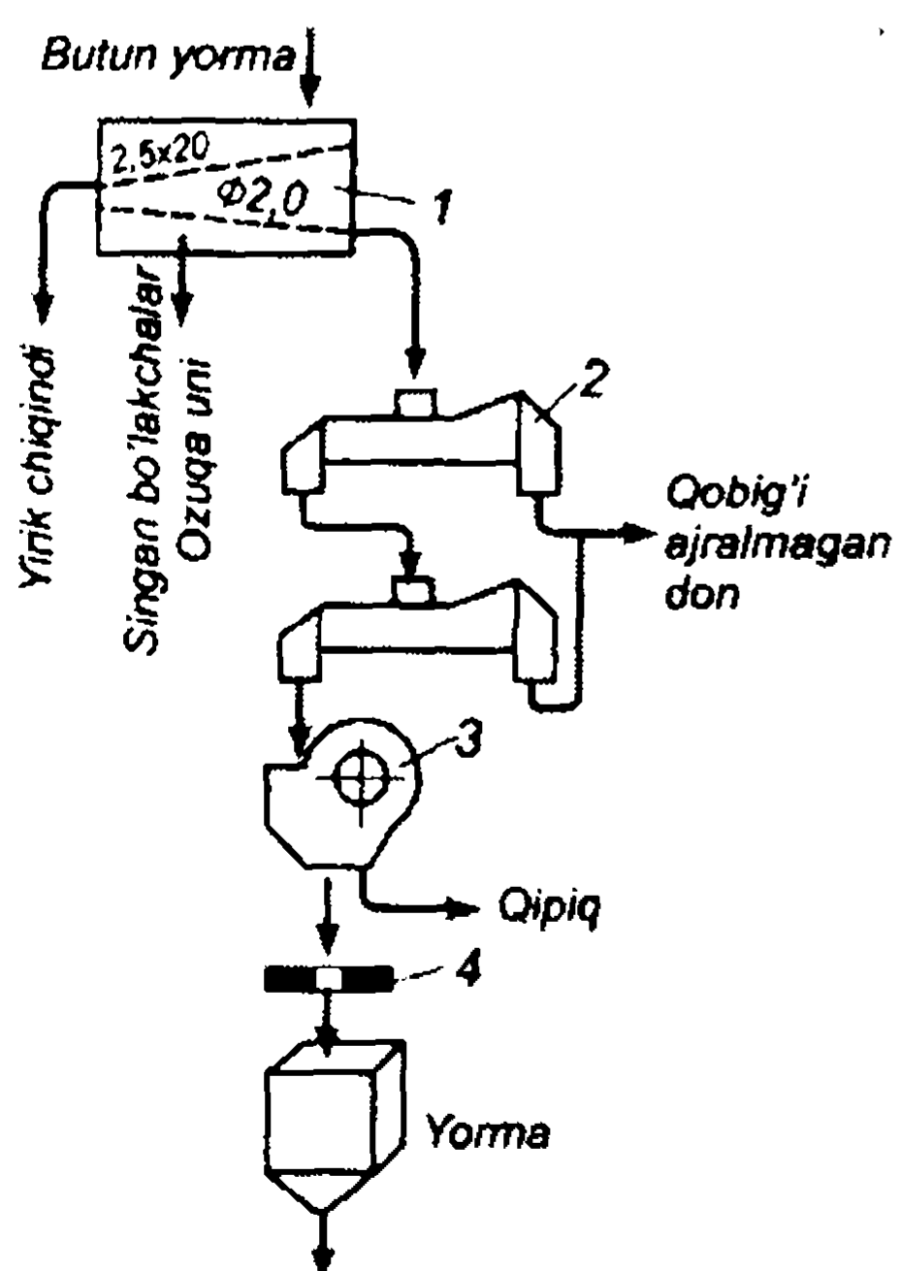 Butun yorma
2,5x20
Φ2,0
1
Yirik chiqindi
Singan bo'lakchalar
Ozuqa uni
2
Qobig'i
ajralmagan
don
3
Qipiq
4
Yorma